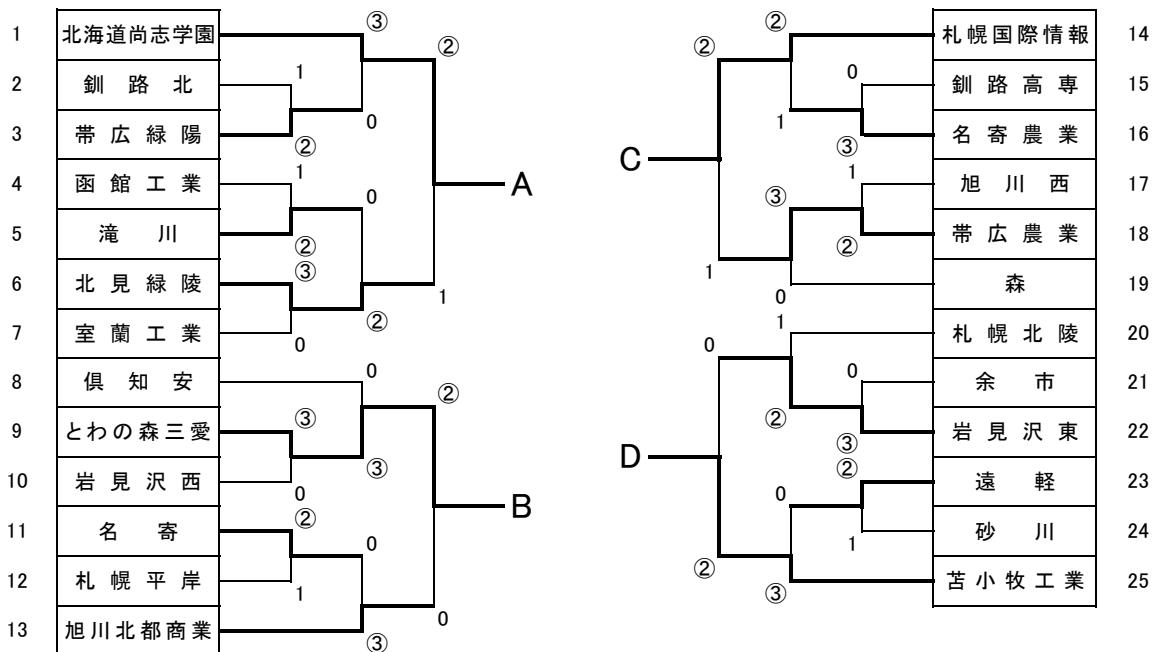 1 北海道尚志学園 ③ ② ② ② 札幌国際情報 14
2 釧路北 1 0 釧路高専 15
3 帯広緑陽 ② 0 1 ③ 名寄農業 16
4 函館工業 1 0 A C ③ 1 旭川西 17
5 滝川 ② ② 帯広農業 18
6 北見緑陵 ③ 1 1 0 森 19
7 室蘭工業 0 ② 0 1 札幌北陵 20
8 倶知安 0 ② 0 余市 21
9 とわの森三愛 ③ ② ③ 岩見沢東 22
10 岩見沢西 0 ③ B D 0 ② 遠軽 23
11 名寄 ② 0 1 砂川 24
12 札幌平岸 1 0 ② ③ 苫小牧工業 25
13 旭川北都商業 ③